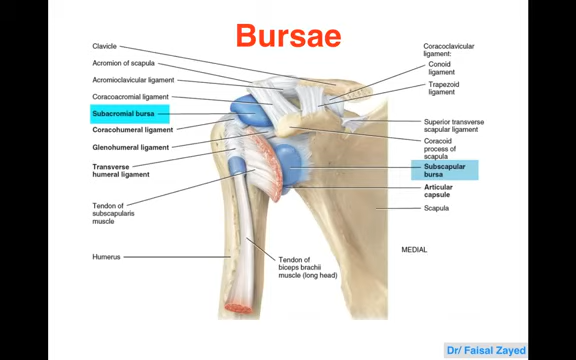 Bursae
Clavicle
Acromion of scapula
Acromioclavicular ligament
Coracoacromial ligament
Subacromial bursa
Coracohumeral ligament
Glenohumeral ligament
Transverse
humeral ligament
Tendon of
subscapularis
muscle
Humerus
Tendon of
biceps brachii
muscle (long head)
Coracoclavicular
ligament:
Conoid
ligament
Trapezoid
ligament
Superior transverse
scapular ligament
Coracoid
process of
scapula
Subscapular
bursa
Articular
capsule
Scapula
MEDIAL
Dr/ Faisal Zayed